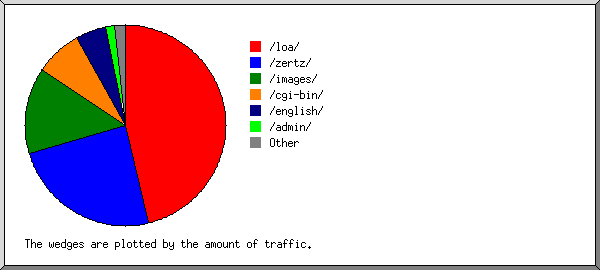 /loa/
/zertz/
/images/
/cgi-bin/
/english/
/admin/
Other
The wedges are plotted by the amount of traffic.